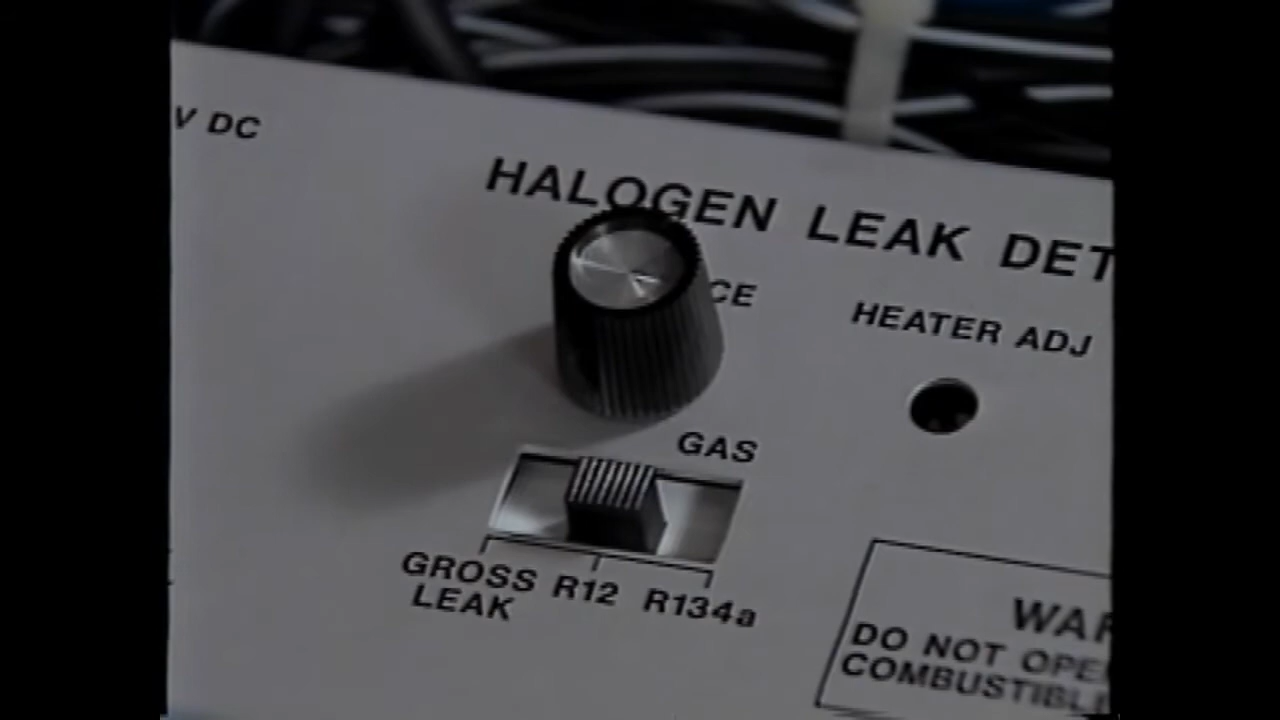 V DC
HALOGEN LEAK DET
CE
HEATER ADJ
GAS
GROSS R12 R134a
LEAK
WAR
DO NOT OPE
COMBUSTIBL